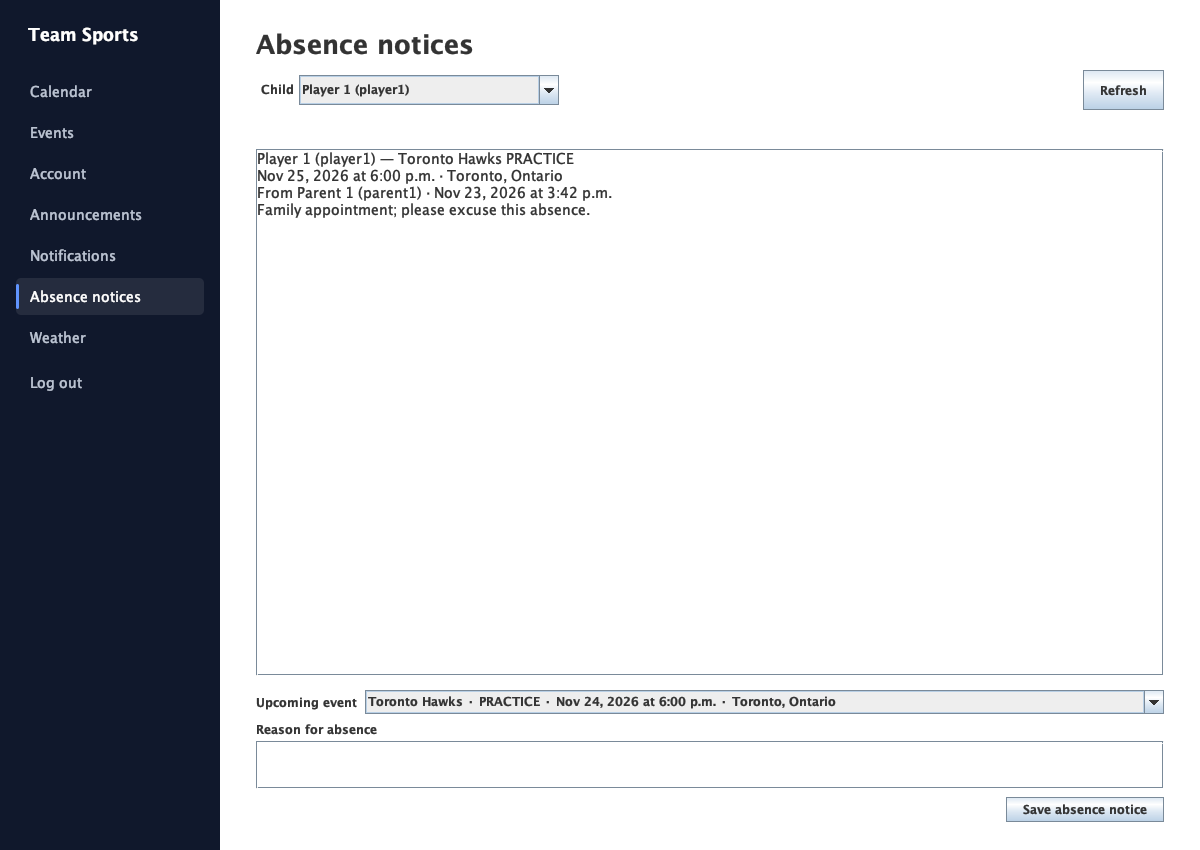 Team Sports
Calendar
Events
Account
Announcements
Notifications
Absence notices
Weather
Log out
Absence notices
Child Player 1 (player1)
Refresh
Player 1 (player1) — Toronto Hawks PRACTICE
Nov 25, 2026 at 6:00 p.m. · Toronto, Ontario
From Parent 1 (parent1) · Nov 23, 2026 at 3:42 p.m.
Family appointment; please excuse this absence.
Upcoming event Toronto Hawks · PRACTICE · Nov 24, 2026 at 6:00 p.m. · Toronto, Ontario
Reason for absence
Save absence notice